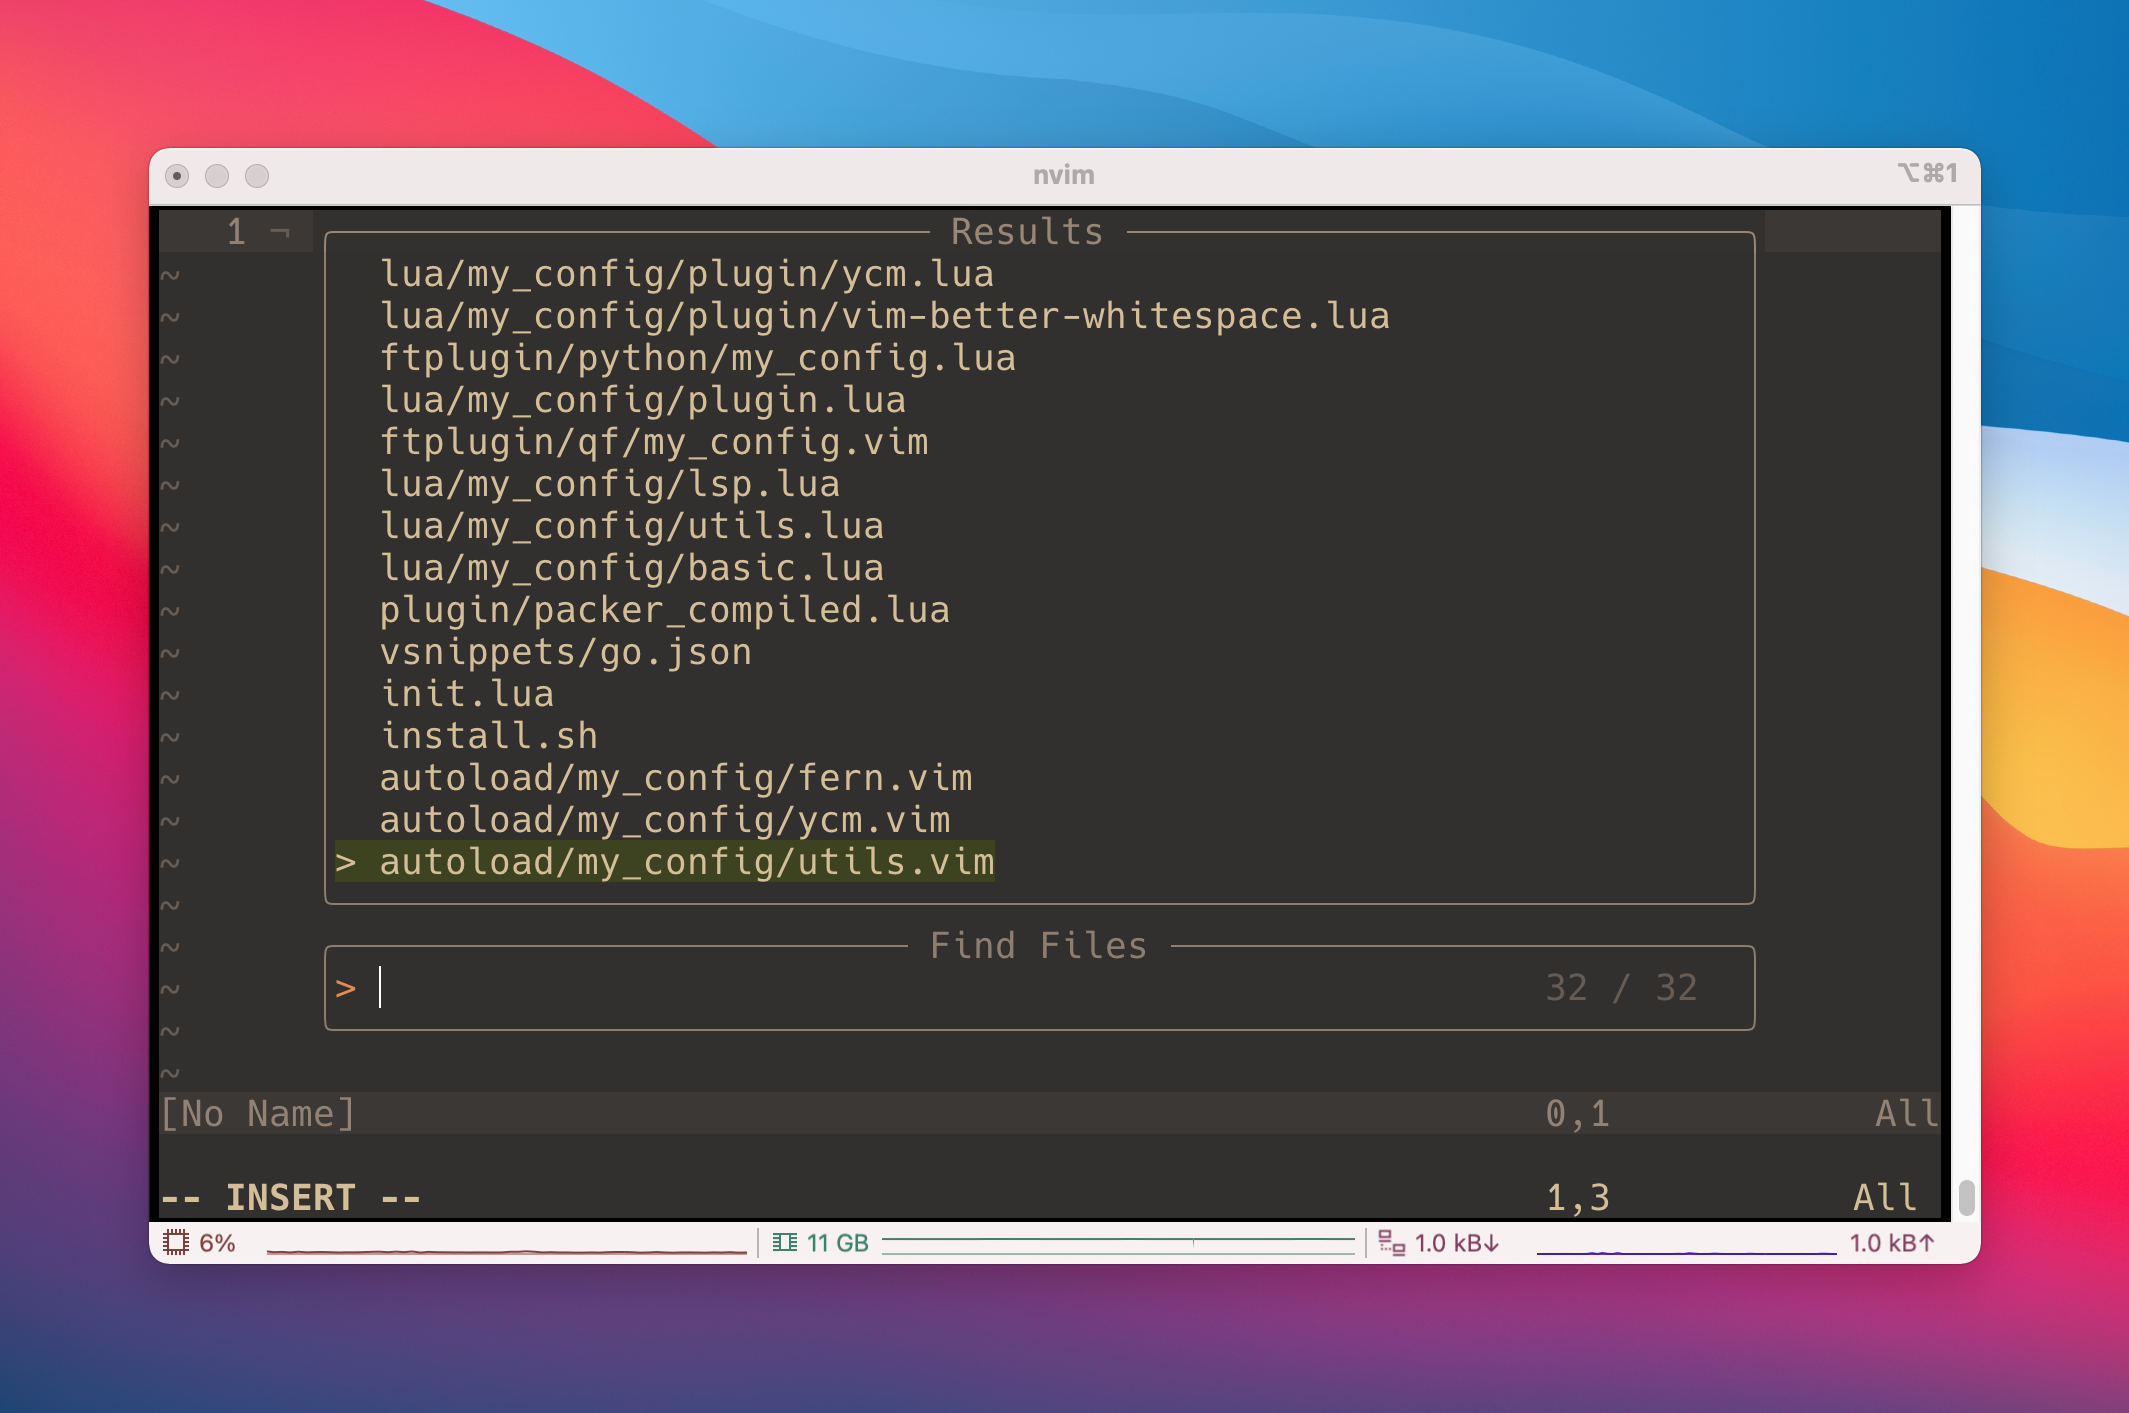 nvim ⌥⌘1
1 ¬ Results
~ lua/my_config/plugin/ycm.lua
~ lua/my_config/plugin/vim-better-whitespace.lua
~ ftplugin/python/my_config.lua
~ lua/my_config/plugin.lua
~ ftplugin/qf/my_config.vim
~ lua/my_config/lsp.lua
~ lua/my_config/utils.lua
~ lua/my_config/basic.lua
~ plugin/packer_compiled.lua
~ vsnippets/go.json
~ init.lua
~ install.sh
~ autoload/my_config/fern.vim
~ autoload/my_config/ycm.vim
~ > autoload/my_config/utils.vim
~
~ Find Files
~ > 32 / 32
~
~
[No Name] 0,1 All
-- INSERT -- 1,3 All
6% 11 GB 1.0 kB↓ 1.0 kB↑